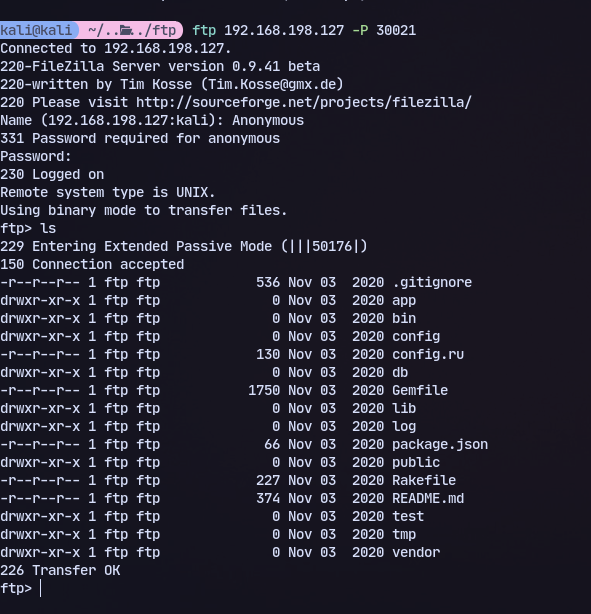 kali@kali ~/../../ftp ftp 192.168.198.127 -P 30021
Connected to 192.168.198.127.
220-FileZilla Server version 0.9.41 beta
220-written by Tim Kosse (Tim.Kosse@gmx.de)
220 Please visit http://sourceforge.net/projects/filezilla/
Name (192.168.198.127:kali): Anonymous
331 Password required for anonymous
Password:
230 Logged on
Remote system type is UNIX.
Using binary mode to transfer files.
ftp> ls
229 Entering Extended Passive Mode (|||50176|)
150 Connection accepted
-r--r--r-- 1 ftp ftp            536 Nov 03  2020 .gitignore
drwxr-xr-x 1 ftp ftp              0 Nov 03  2020 app
drwxr-xr-x 1 ftp ftp              0 Nov 03  2020 bin
drwxr-xr-x 1 ftp ftp              0 Nov 03  2020 config
-r--r--r-- 1 ftp ftp            130 Nov 03  2020 config.ru
drwxr-xr-x 1 ftp ftp              0 Nov 03  2020 db
-r--r--r-- 1 ftp ftp           1750 Nov 03  2020 Gemfile
drwxr-xr-x 1 ftp ftp              0 Nov 03  2020 lib
drwxr-xr-x 1 ftp ftp              0 Nov 03  2020 log
-r--r--r-- 1 ftp ftp             66 Nov 03  2020 package.json
drwxr-xr-x 1 ftp ftp              0 Nov 03  2020 public
-r--r--r-- 1 ftp ftp            227 Nov 03  2020 Rakefile
-r--r--r-- 1 ftp ftp            374 Nov 03  2020 README.md
drwxr-xr-x 1 ftp ftp              0 Nov 03  2020 test
drwxr-xr-x 1 ftp ftp              0 Nov 03  2020 tmp
drwxr-xr-x 1 ftp ftp              0 Nov 03  2020 vendor
226 Transfer OK
ftp>